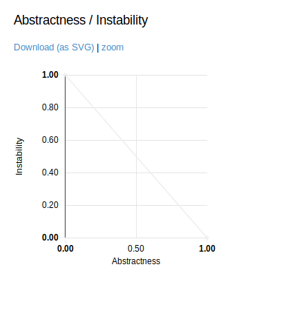 Abstractness / Instability
Download (as SVG) | zoom
1.00
0.80
0.60
0.40
0.20
0.00
Instability
0.00 0.50 1.00
Abstractness